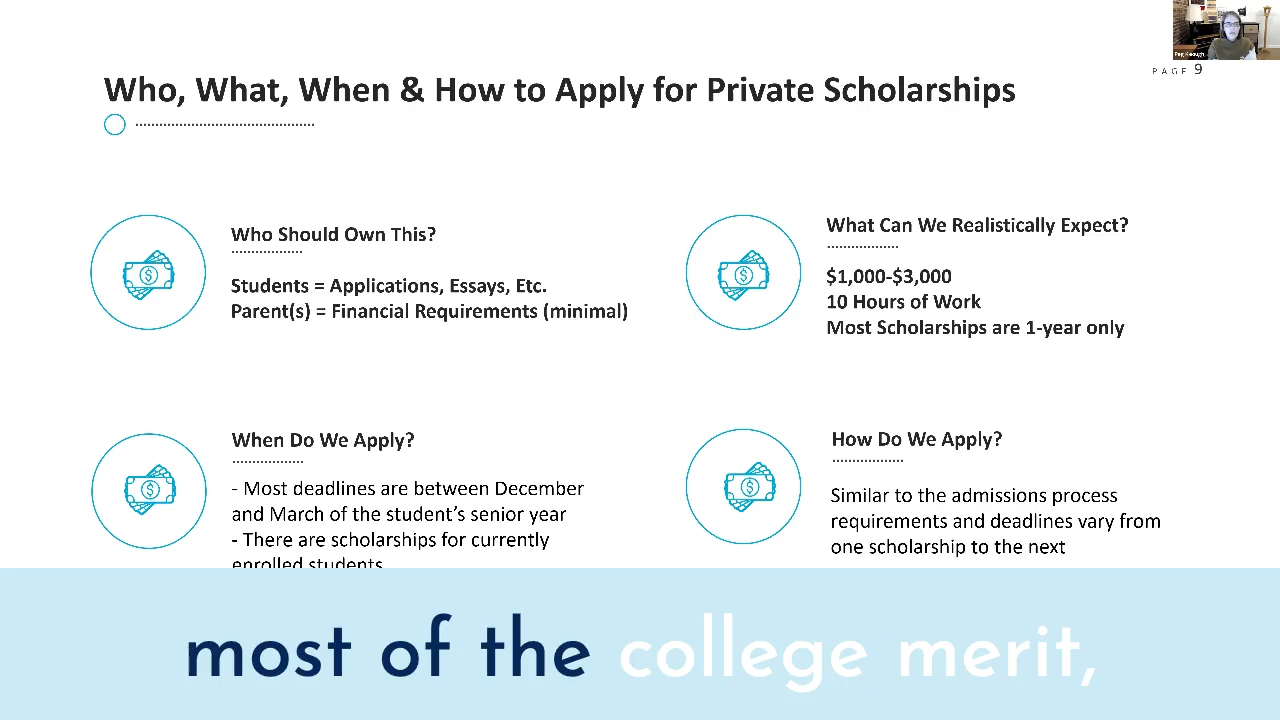 Peg Keough
PAGE 9
Who, What, When & How to Apply for Private Scholarships
Who Should Own This?
Students = Applications, Essays, Etc.
Parent(s) = Financial Requirements (minimal)
What Can We Realistically Expect?
$1,000-$3,000
10 Hours of Work
Most Scholarships are 1-year only
When Do We Apply?
- Most deadlines are between December
and March of the student's senior year
- There are scholarships for currently
enrolled students
How Do We Apply?
Similar to the admissions process
requirements and deadlines vary from
one scholarship to the next
most of the college merit,